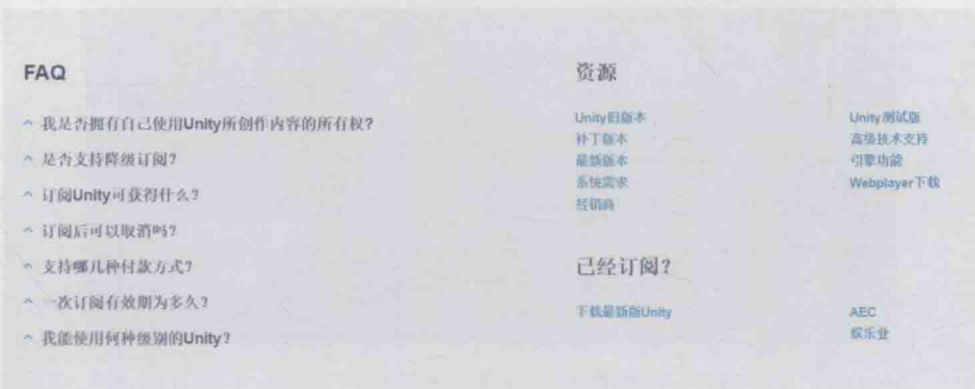 FAQ
^ 我是否拥有自己使用Unity所创作内容的所有权?
^ 是否支持降级订阅?
^ 订阅Unity可获得什么?
^ 订阅后可以取消吗?
^ 支持哪几种付款方式?
^ 一次订阅有效期为多久?
^ 我能使用何种级别的Unity?
资源
Unity旧版本
补丁版本
最新版本
系统需求
经销商
Unity测试版
高级技术支持
引擎功能
Webplayer下载
已经订阅?
下载最新版Unity
AEC
娱乐业